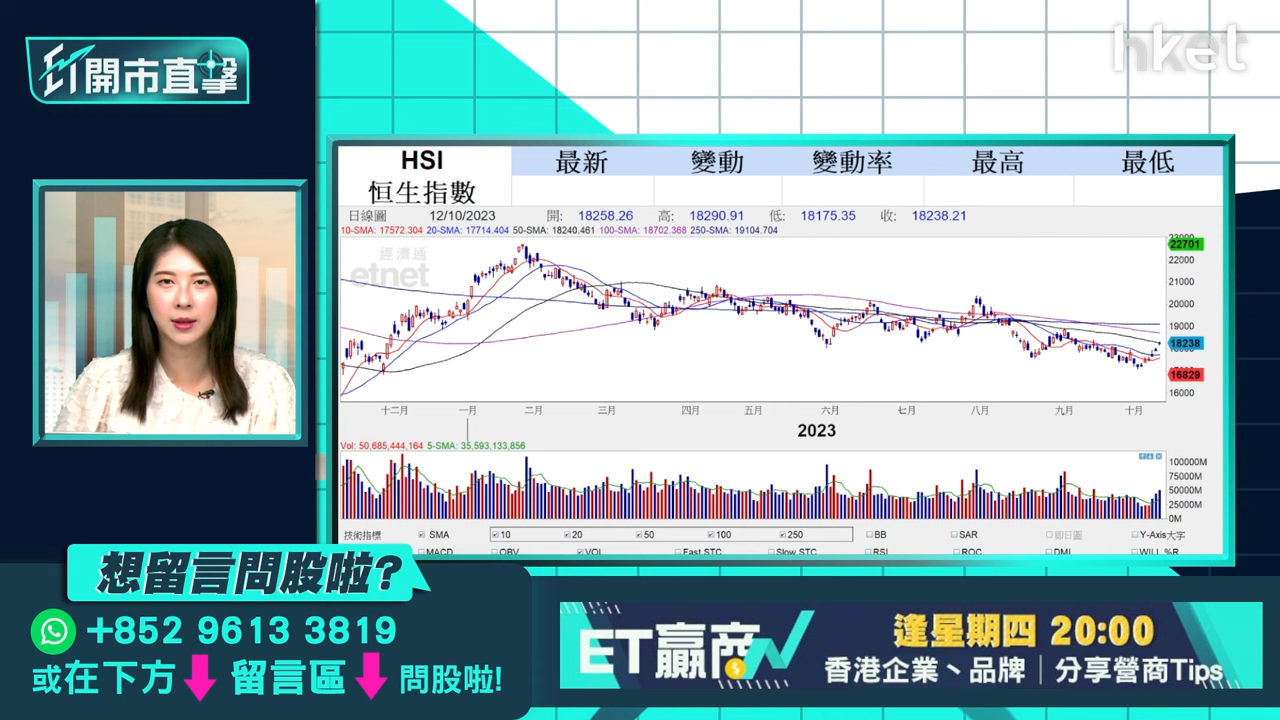 ET開市直擊
hket
HSI 最新 變動 變動率 最高 最低
恒生指數
日線圖 12/10/2023 開: 18258.26 高: 18290.91 低: 18175.35 收: 18238.21
10-SMA: 17572.304 20-SMA: 17714.404 50-SMA: 18240.461 100-SMA: 18702.368 250-SMA: 19104.704
經濟通
etnet
23000
22701
22000
21000
20000
19000
18238
16829
16000
十二月 一月 二月 三月 四月 五月 六月 七月 八月 九月 十月
2023
Vol: 50,685,444,164 5-SMA: 35,593,133,856
100000M
75000M
50000M
25000M
0M
技術指標 SMA 10 20 50 100 250 BB SAR 即日圖 Y-Axis大字
MACD OBV VOL Fast STC Slow STC RSI ROC DMI WILL %R
想留言問股啦?
+852 9613 3819
或在下方 留言區 問股啦!
ET贏商
逢星期四 20:00
香港企業、品牌｜分享營商Tips